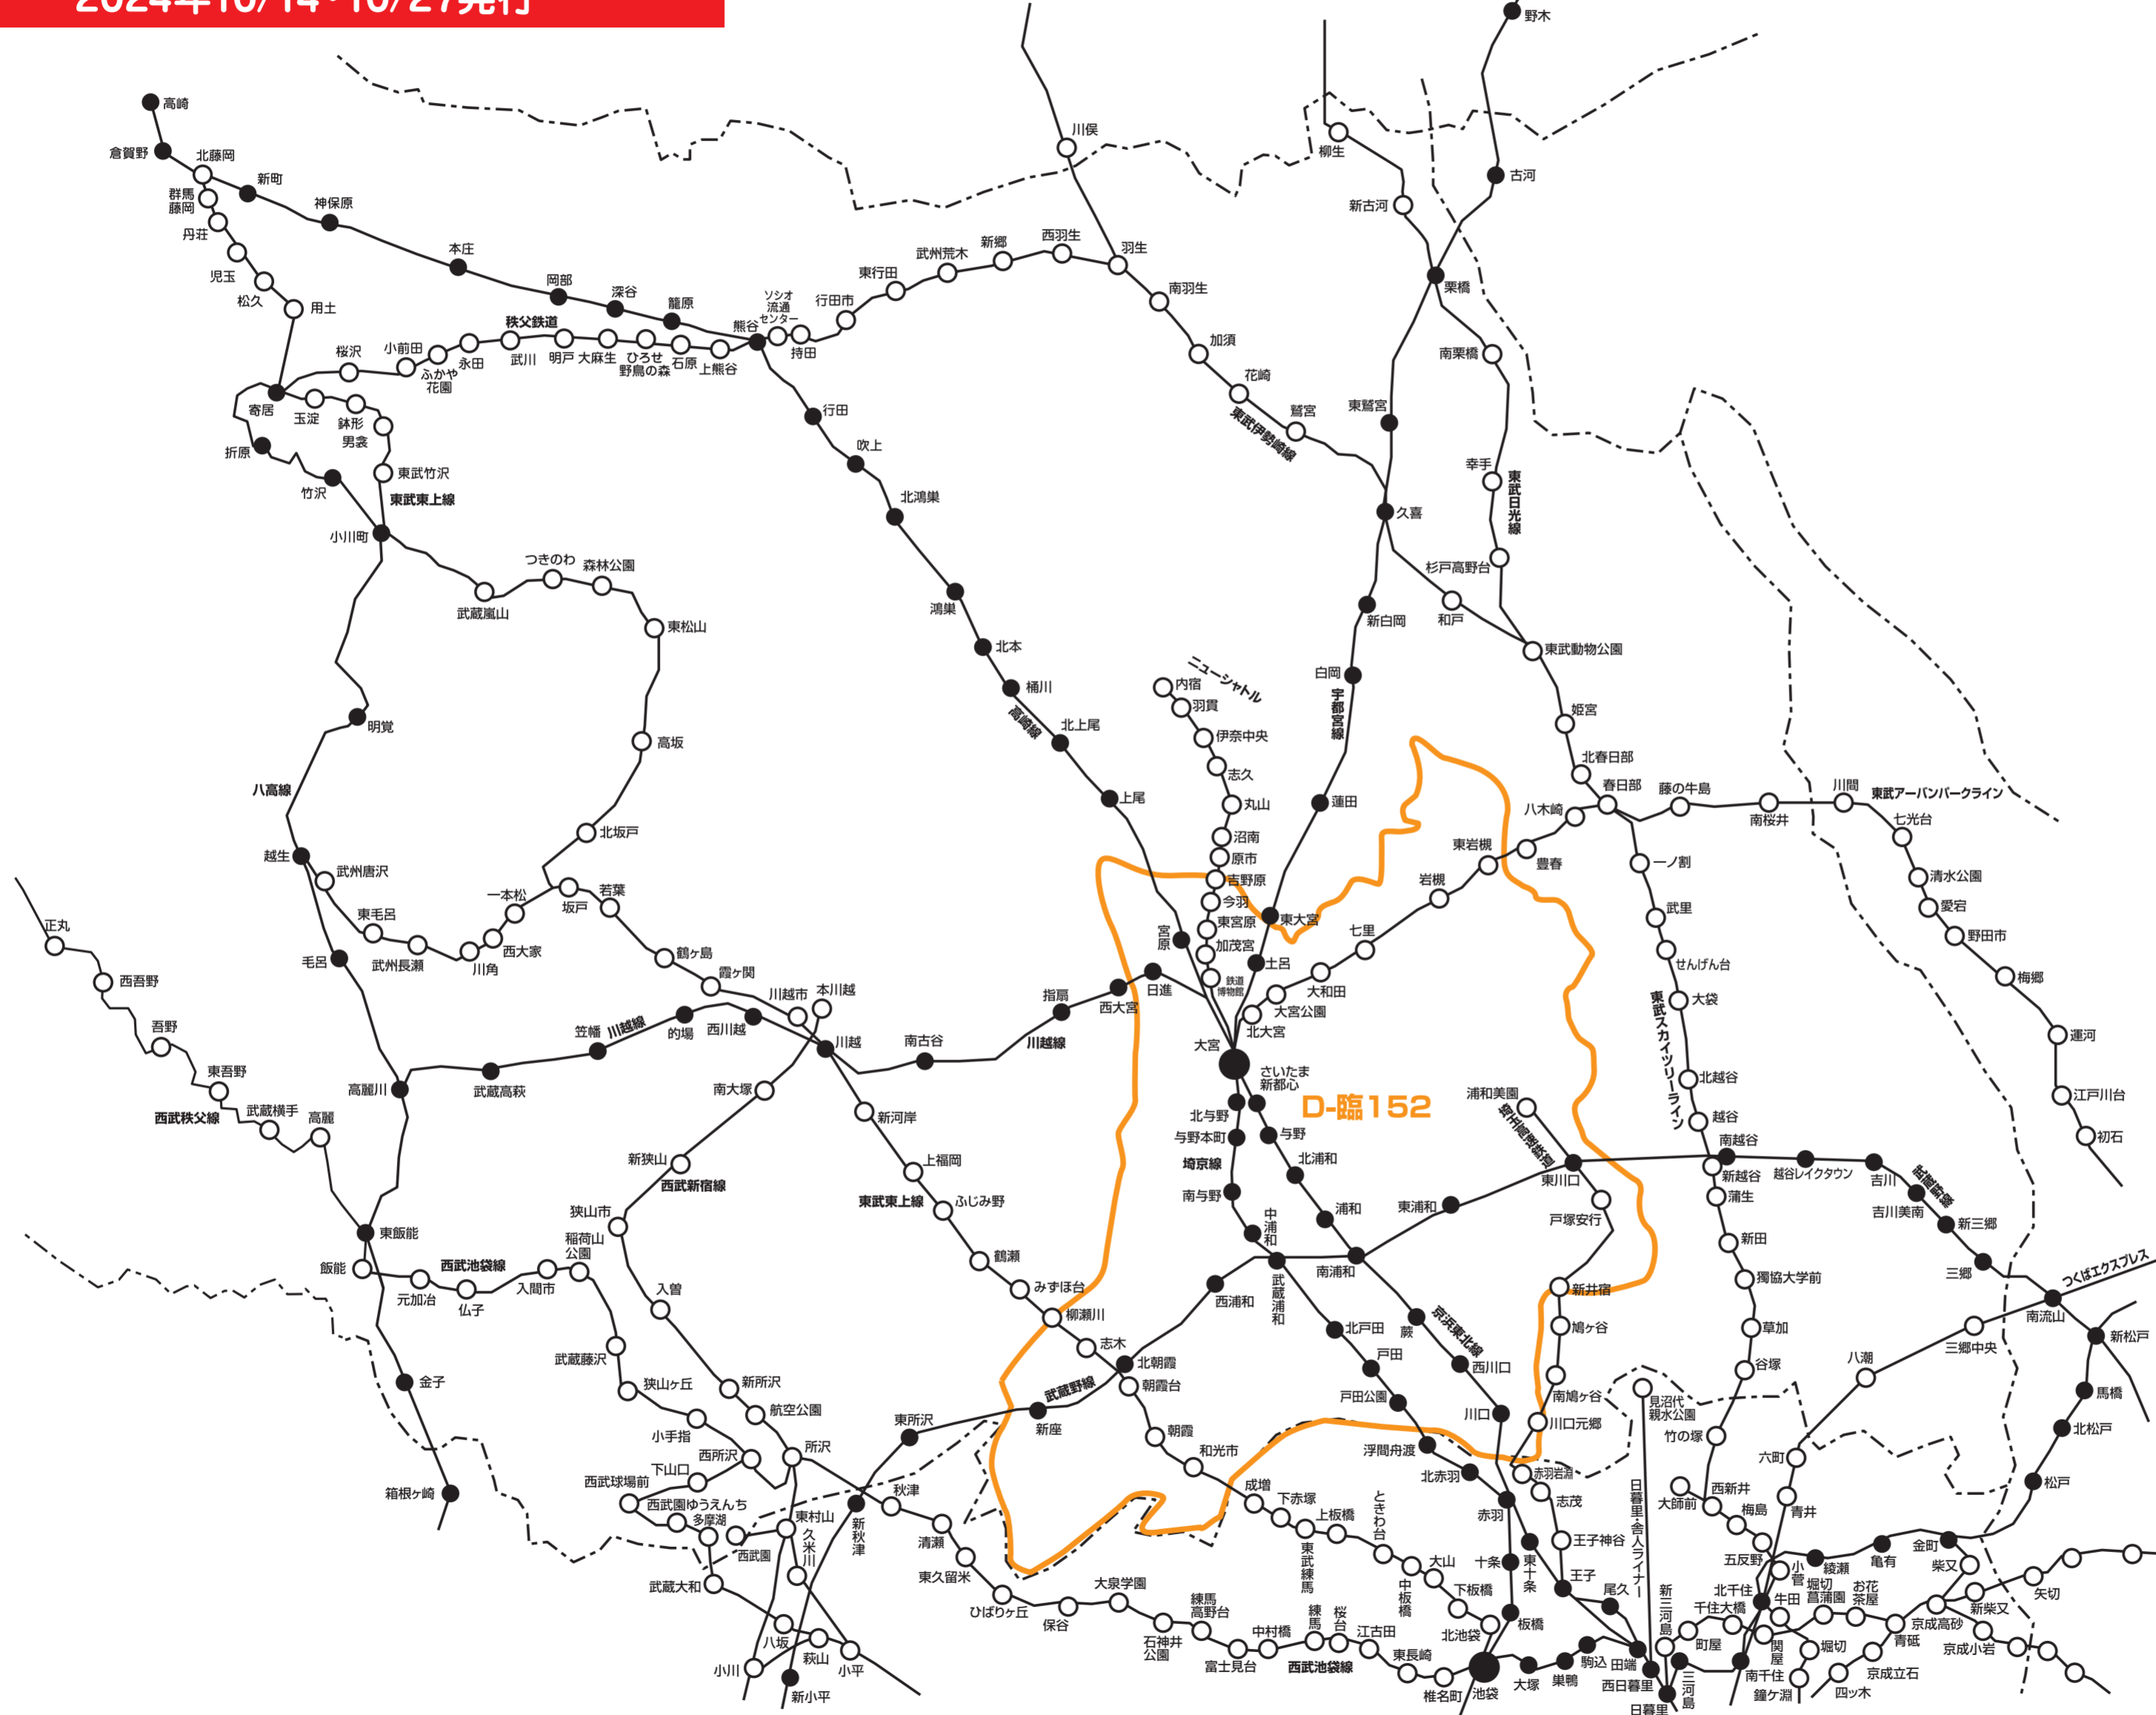 2024年10/14・10/27発行
野木
高崎
倉賀野
北藤岡
群馬
藤岡
新町
丹荘
神保原
児玉
松久
用土
本庄
岡部
深谷
籠原
熊谷
ソシオ
流通
センター
持田
行田市
東行田
武州荒木
新郷
西羽生
羽生
川俣
柳生
新古河
古河
栗橋
南羽生
加須
花崎
鷲宮
東武伊勢崎線
東鷲宮
南栗橋
幸手
東武日光線
久喜
杉戸高野台
和戸
東武動物公園
新白岡
白岡
宇都宮線
秩父鉄道
桜沢
小前田
ふかや
花園
永田
武川
明戸
大麻生
ひろせ
野鳥の森
石原
上熊谷
寄居
玉淀
鉢形
男衾
折原
竹沢
東武竹沢
東武東上線
小川町
行田
吹上
北鴻巣
鴻巣
北本
桶川
高崎線
北上尾
上尾
つきのわ
森林公園
武蔵嵐山
東松山
高坂
北坂戸
明覚
八高線
越生
武州唐沢
東毛呂
武州長瀬
川角
西大家
一本松
坂戸
若葉
鶴ヶ島
霞ヶ関
毛呂
ニューシャトル
内宿
羽貫
伊奈中央
志久
丸山
沼南
原市
吉野原
今羽
東宮原
加茂宮
鉄道
博物館
宮原
蓮田
東大宮
土呂
姫宮
北春日部
春日部
八木崎
豊春
東岩槻
岩槻
七里
大和田
大宮公園
北大宮
藤の牛島
南桜井
川間
東武アーバンパークライン
七光台
清水公園
愛宕
野田市
梅郷
運河
江戸川台
初石
一ノ割
武里
せんげん台
大袋
東武スカイツリーライン
北越谷
越谷
南越谷
新越谷
蒲生
新田
獨協大学前
草加
谷塚
越谷レイクタウン
吉川
武蔵野線
吉川美南
新三郷
三郷
つくばエクスプレス
南流山
新松戸
三郷中央
八潮
馬橋
北松戸
松戸
正丸
西吾野
吾野
東吾野
西武秩父線
武蔵横手
高麗
高麗川
武蔵高萩
笠幡
川越線
的場
西川越
川越市
本川越
川越
南古谷
川越線
指扇
西大宮
日進
大宮
さいたま
新都心
D-臨152
北与野
与野
与野本町
埼京線
北浦和
南与野
中浦和
浦和
武蔵浦和
南浦和
西浦和
東浦和
浦和美園
埼玉高速鉄道
東川口
戸塚安行
新井宿
鳩ヶ谷
南鳩ヶ谷
川口元郷
赤羽岩淵
志茂
王子神谷
南大塚
新河岸
上福岡
東武東上線
ふじみ野
鶴瀬
みずほ台
柳瀬川
志木
北朝霞
朝霞台
武蔵野線
新座
朝霞
和光市
新狭山
西武新宿線
狭山市
稲荷山
公園
東飯能
飯能
西武池袋線
元加治
仏子
入間市
入曽
武蔵藤沢
狭山ヶ丘
新所沢
航空公園
小手指
西所沢
所沢
下山口
西武球場前
西武園ゆうえんち
多摩湖
西武園
東村山
久米川
武蔵大和
八坂
小川
萩山
小平
新小平
新秋津
東所沢
秋津
清瀬
東久留米
ひばりヶ丘
保谷
大泉学園
石神井
公園
練馬
高野台
富士見台
中村橋
練馬
桜台
西武池袋線
江古田
東長崎
椎名町
池袋
金子
箱根ヶ崎
北戸田
戸田
戸田公園
浮間舟渡
北赤羽
赤羽
蕨
京浜東北線
西川口
川口
成増
下赤塚
東武練馬
上板橋
ときわ台
中板橋
大山
下板橋
北池袋
十条
東十条
王子
尾久
板橋
大塚
巣鴨
駒込
田端
西日暮里
日暮里
日暮里・舎人ライナー
見沼代
親水公園
竹の塚
大師前
西新井
梅島
五反野
六町
青井
小菅
綾瀬
北千住
亀有
金町
柴又
新三河島
千住大橋
町屋
三河島
南千住
牛田
関屋
堀切
菖蒲園
お花
茶屋
堀切
鐘ケ淵
四ッ木
京成立石
青砥
京成高砂
新柴又
矢切
京成小岩